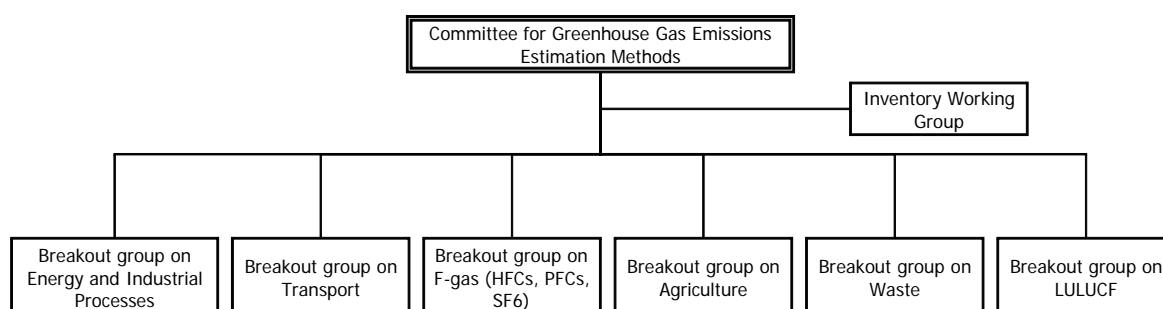 Committee for Greenhouse Gas Emissions
Estimation Methods
Inventory Working
Group
Breakout group on
Energy and Industrial
Processes
Breakout group on
Transport
Breakout group on
F-gas (HFCs, PFCs,
SF6)
Breakout group on
Agriculture
Breakout group on
Waste
Breakout group on
LULUCF